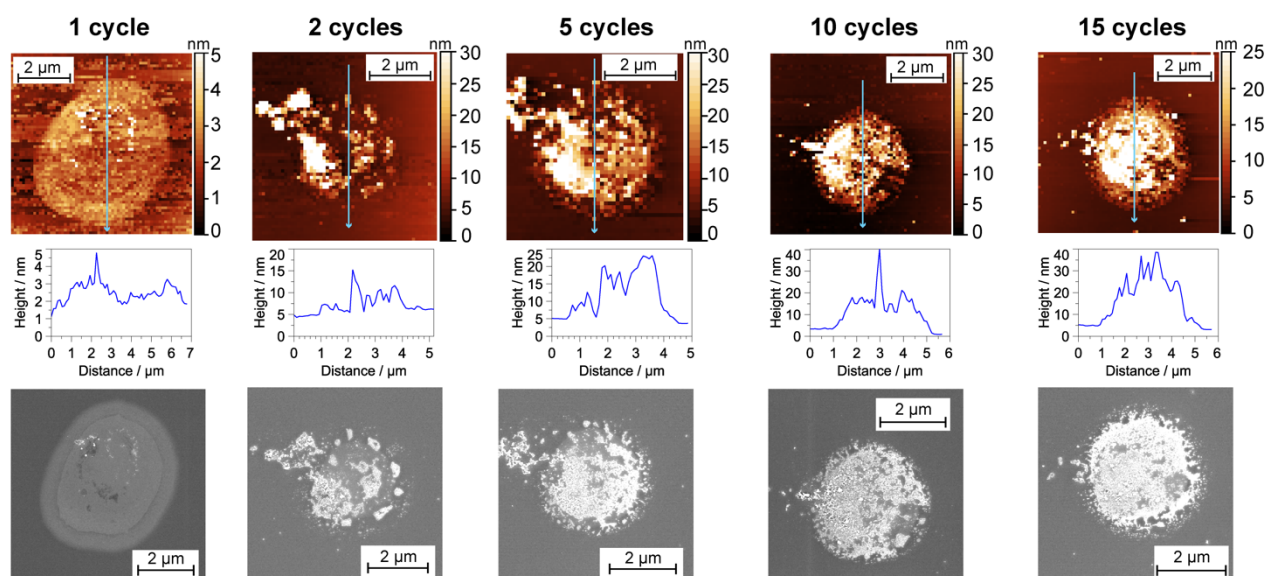 1 cycle
2 cycles
5 cycles
10 cycles
15 cycles
nm
5
4
3
2
1
0
2 µm
nm
30
25
20
15
10
5
0
2 µm
nm
30
25
20
15
10
5
0
2 µm
nm
30
25
20
15
10
5
0
2 µm
nm
25
20
15
10
5
0
2 µm
Height / nm
5
4
3
2
1
0
0 1 2 3 4 5 6 7
Distance / µm
Height / nm
20
15
10
5
0
0 1 2 3 4 5
Distance / µm
Height / nm
25
20
15
10
5
0
0 1 2 3 4 5
Distance / µm
Height / nm
40
30
20
10
0
0 1 2 3 4 5 6
Distance / µm
Height / nm
40
30
20
10
0
0 1 2 3 4 5 6
Distance / µm
2 µm
2 µm
2 µm
2 µm
2 µm